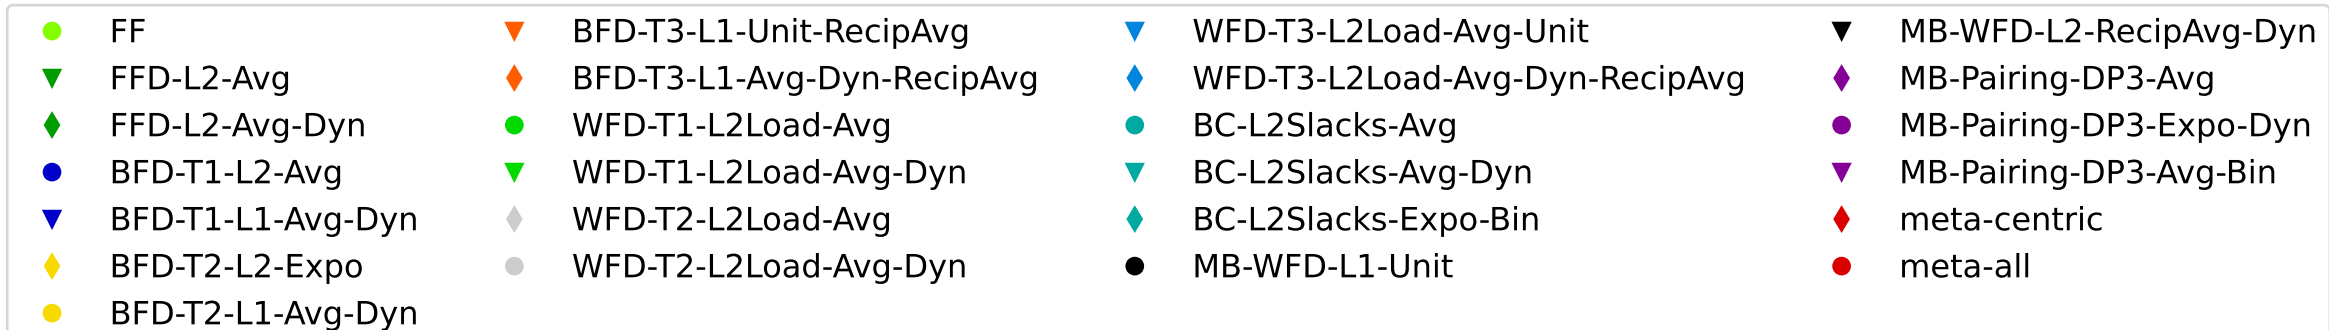 FF
FFD-L2-Avg
FFD-L2-Avg-Dyn
BFD-T1-L2-Avg
BFD-T1-L1-Avg-Dyn
BFD-T2-L2-Expo
BFD-T2-L1-Avg-Dyn
BFD-T3-L1-Unit-RecipAvg
BFD-T3-L1-Avg-Dyn-RecipAvg
WFD-T1-L2Load-Avg
WFD-T1-L2Load-Avg-Dyn
WFD-T2-L2Load-Avg
WFD-T2-L2Load-Avg-Dyn
WFD-T3-L2Load-Avg-Unit
WFD-T3-L2Load-Avg-Dyn-RecipAvg
BC-L2Slacks-Avg
BC-L2Slacks-Avg-Dyn
BC-L2Slacks-Expo-Bin
MB-WFD-L1-Unit
MB-WFD-L2-RecipAvg-Dyn
MB-Pairing-DP3-Avg
MB-Pairing-DP3-Expo-Dyn
MB-Pairing-DP3-Avg-Bin
meta-centric
meta-all